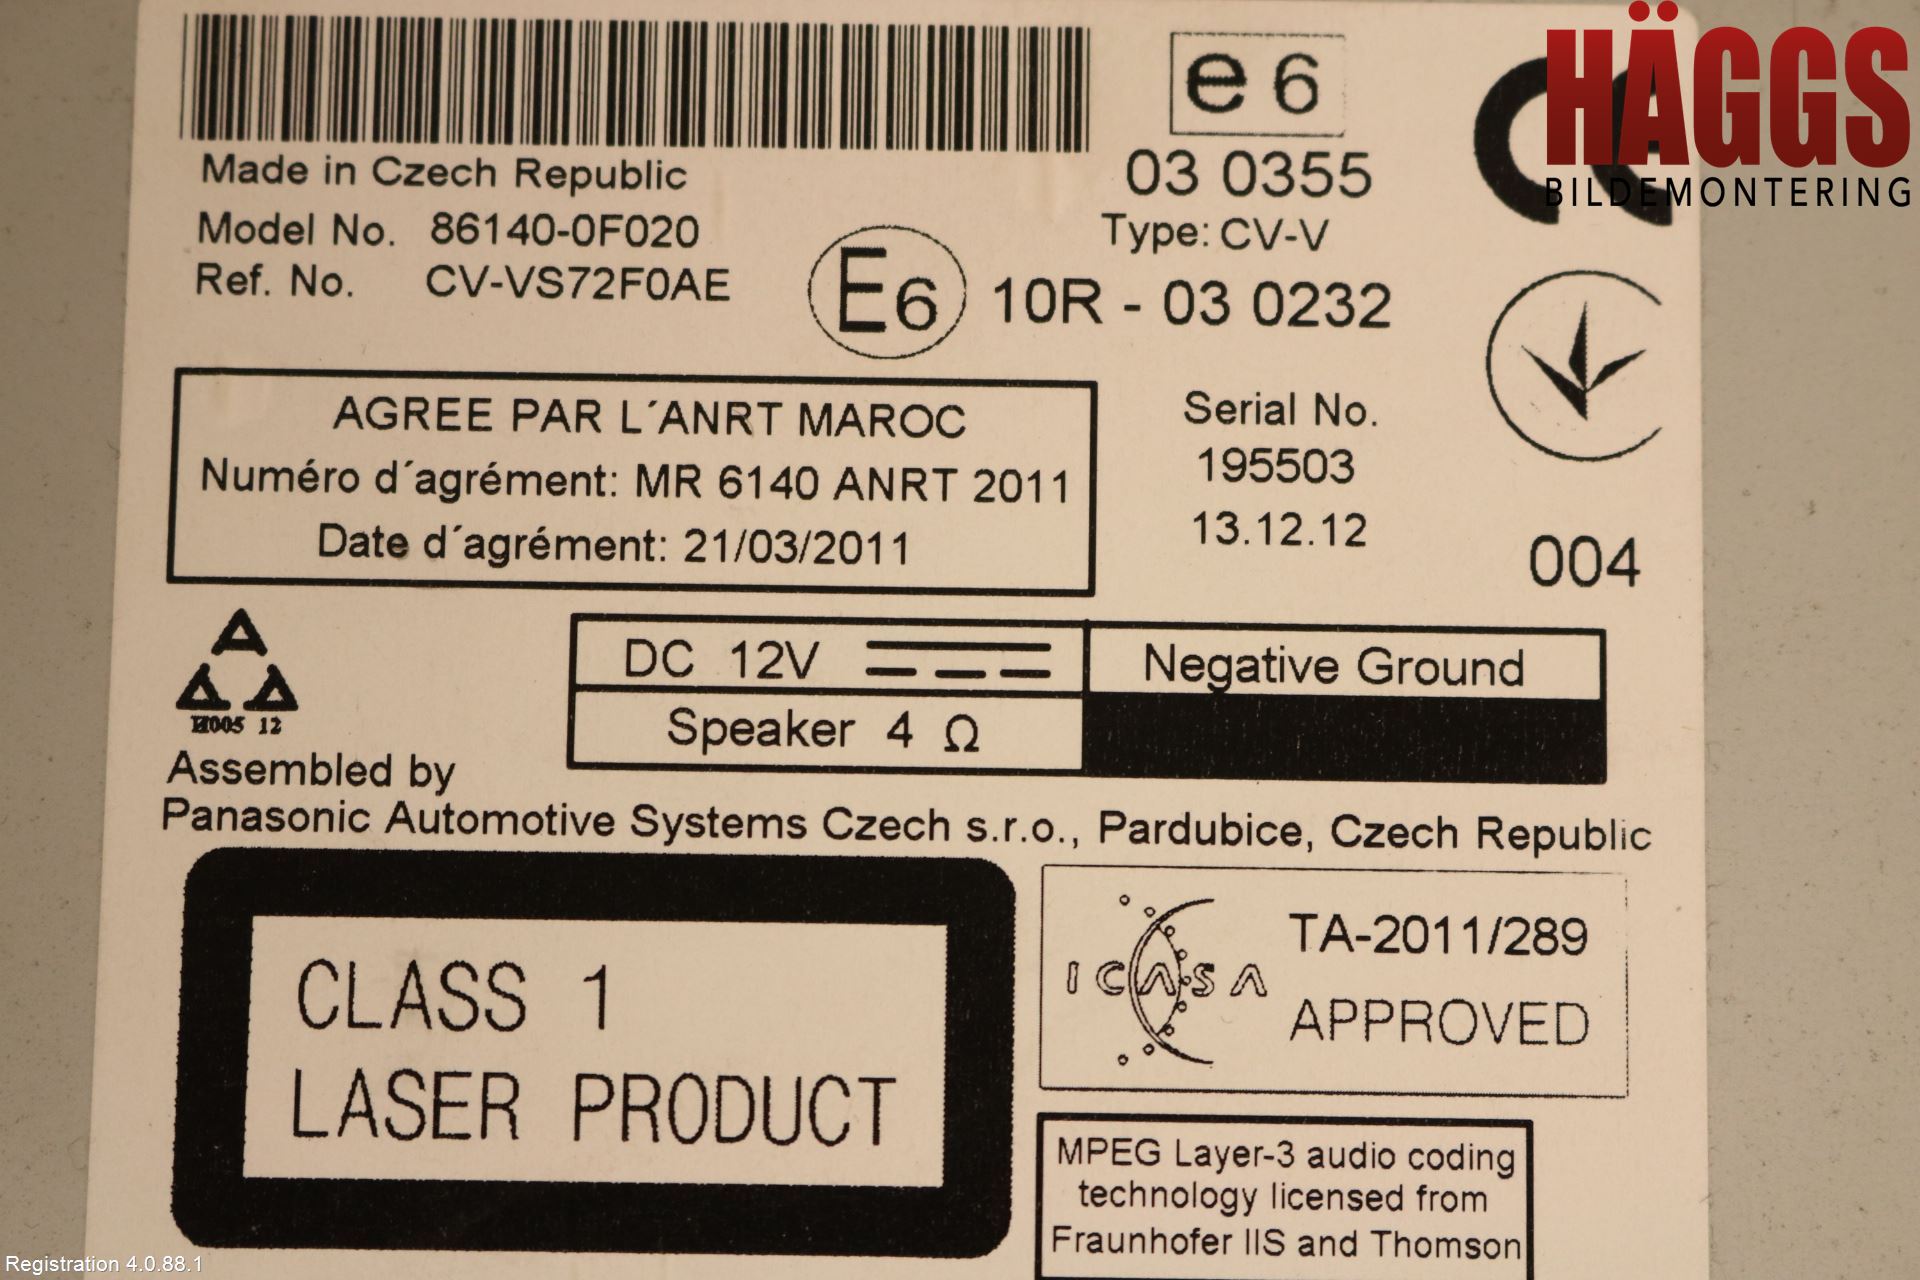 HÄGGS
BILDEMONTERING
e6
03 0355
Type: CV-V
Made in Czech Republic
Model No. 86140-0F020
Ref. No. CV-VS72F0AE
E6 10R - 03 0232
AGREE PAR L´ANRT MAROC
Numéro d´agrément: MR 6140 ANRT 2011
Date d´agrément: 21/03/2011
Serial No.
195503
13.12.12
004
H005 12
DC 12V
Negative Ground
Speaker 4 Ω
Assembled by
Panasonic Automotive Systems Czech s.r.o., Pardubice, Czech Republic
CLASS 1
LASER PRODUCT
ICASA
TA-2011/289
APPROVED
MPEG Layer-3 audio coding
technology licensed from
Fraunhofer IIS and Thomson
Registration 4.0.88.1